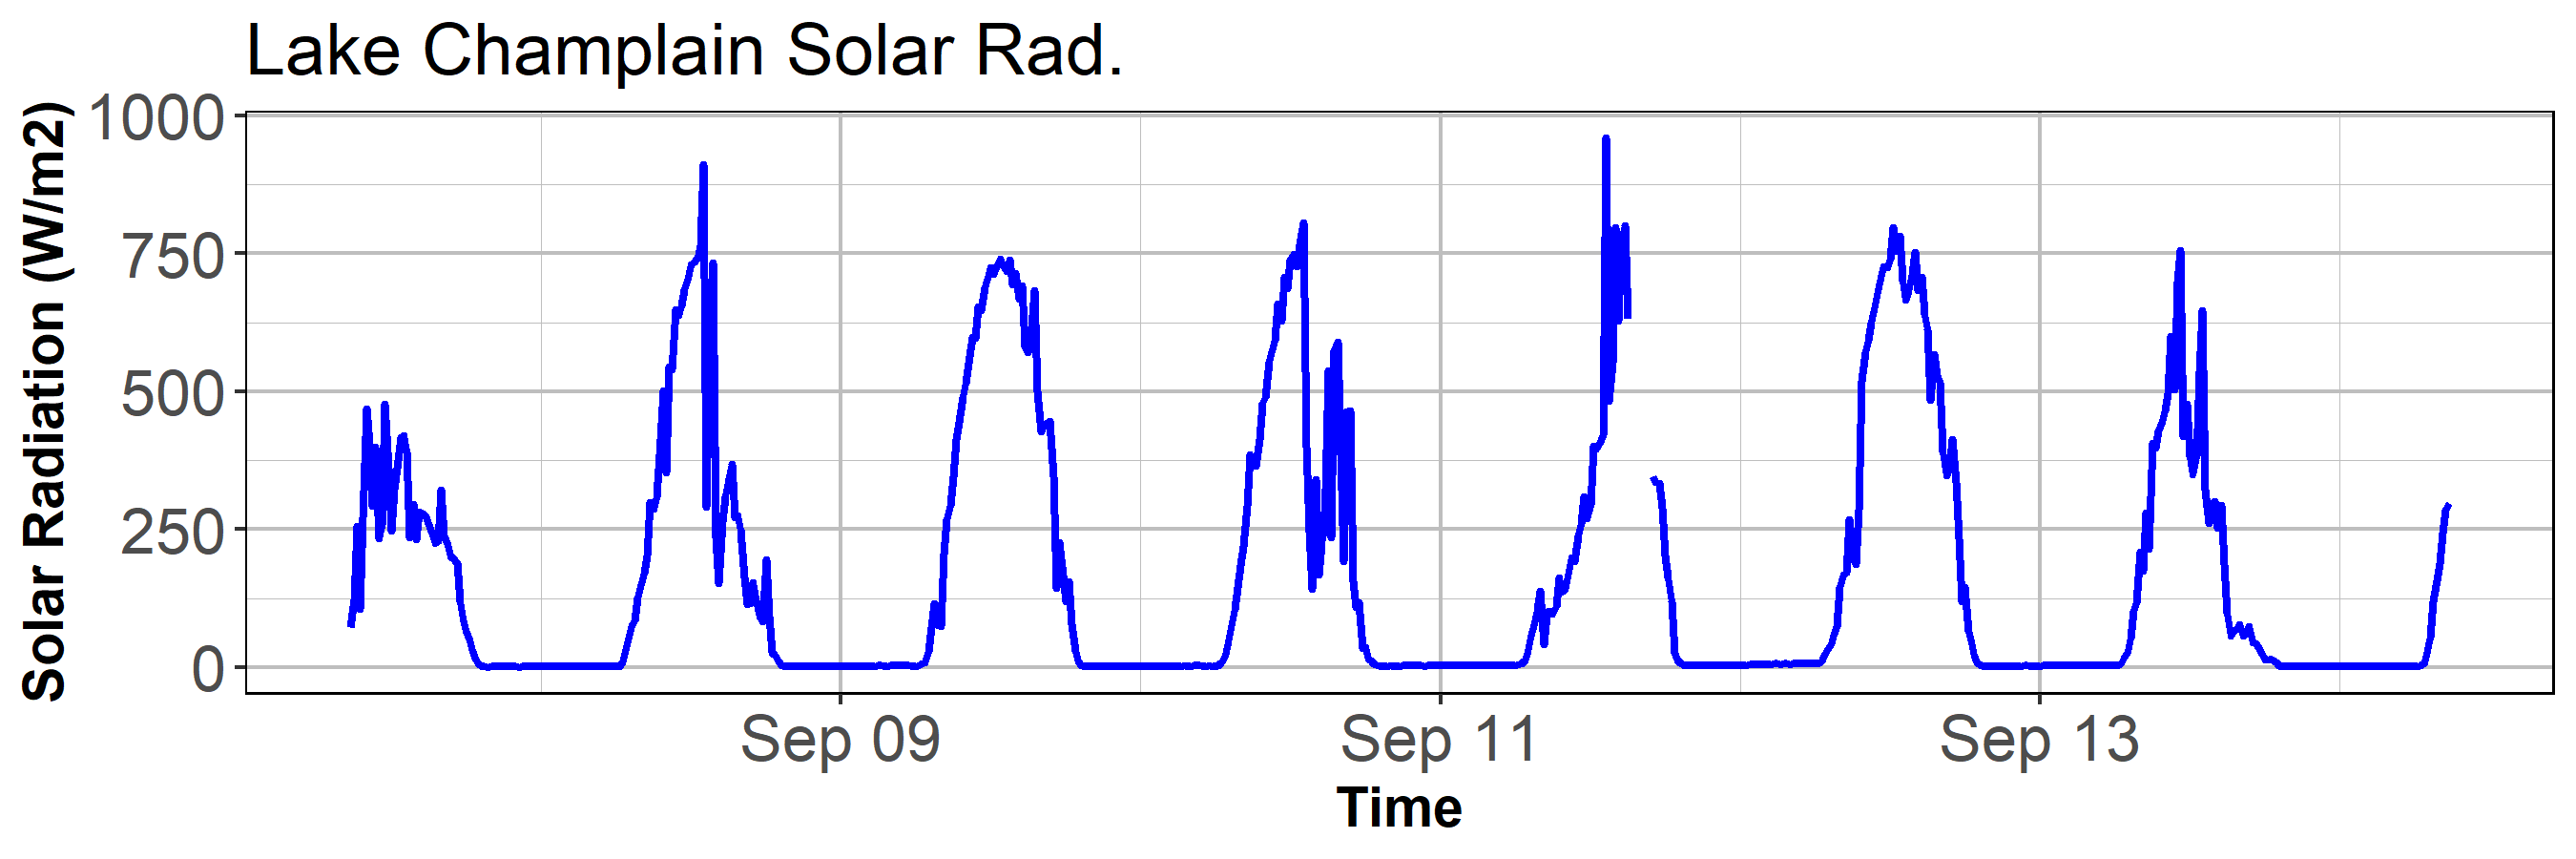 Lake Champlain Solar Rad.
Solar Radiation (W/m2)
1000
750
500
250
0
Sep 09
Sep 11
Sep 13
Time